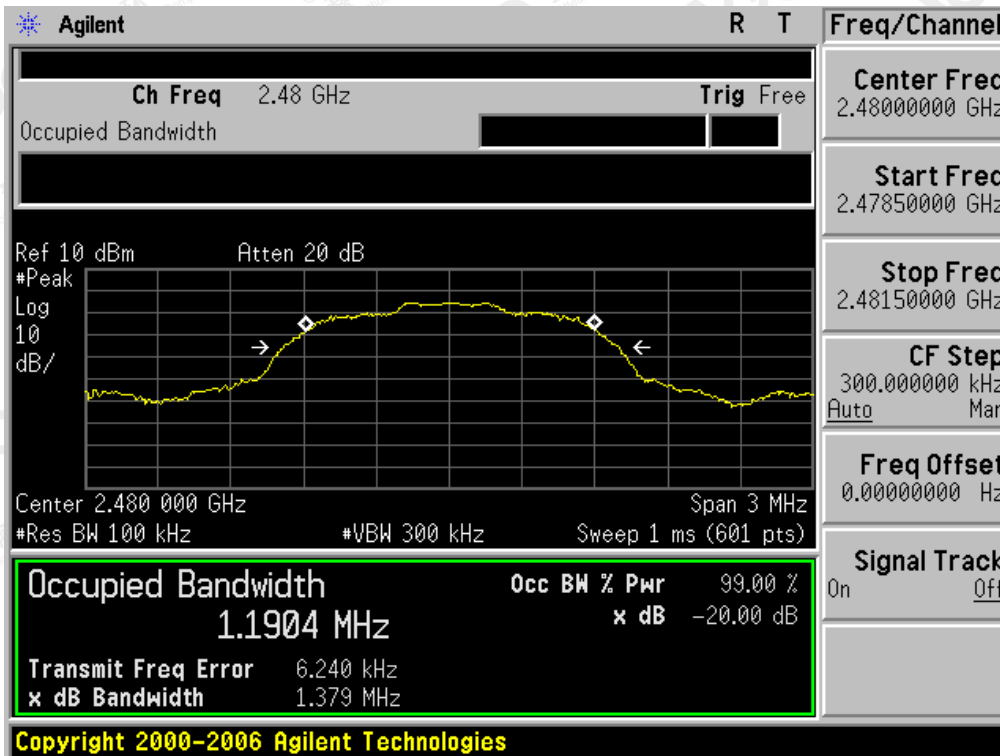 Agilent R T
Ch Freq 2.48 GHz Trig Free
Occupied Bandwidth
Ref 10 dBm Atten 20 dB
#Peak
Log
10
dB/
Center 2.480 000 GHz Span 3 MHz
#Res BW 100 kHz #VBW 300 kHz Sweep 1 ms (601 pts)
Occupied Bandwidth
1.1904 MHz
Occ BW % Pwr 99.00 %
x dB -20.00 dB
Transmit Freq Error 6.240 kHz
x dB Bandwidth 1.379 MHz
Copyright 2000-2006 Agilent Technologies
Freq/Channel
Center Freq
2.48000000 GHz
Start Freq
2.47850000 GHz
Stop Freq
2.48150000 GHz
CF Step
300.000000 kHz
Auto Man
Freq Offset
0.00000000 Hz
Signal Track
On Off